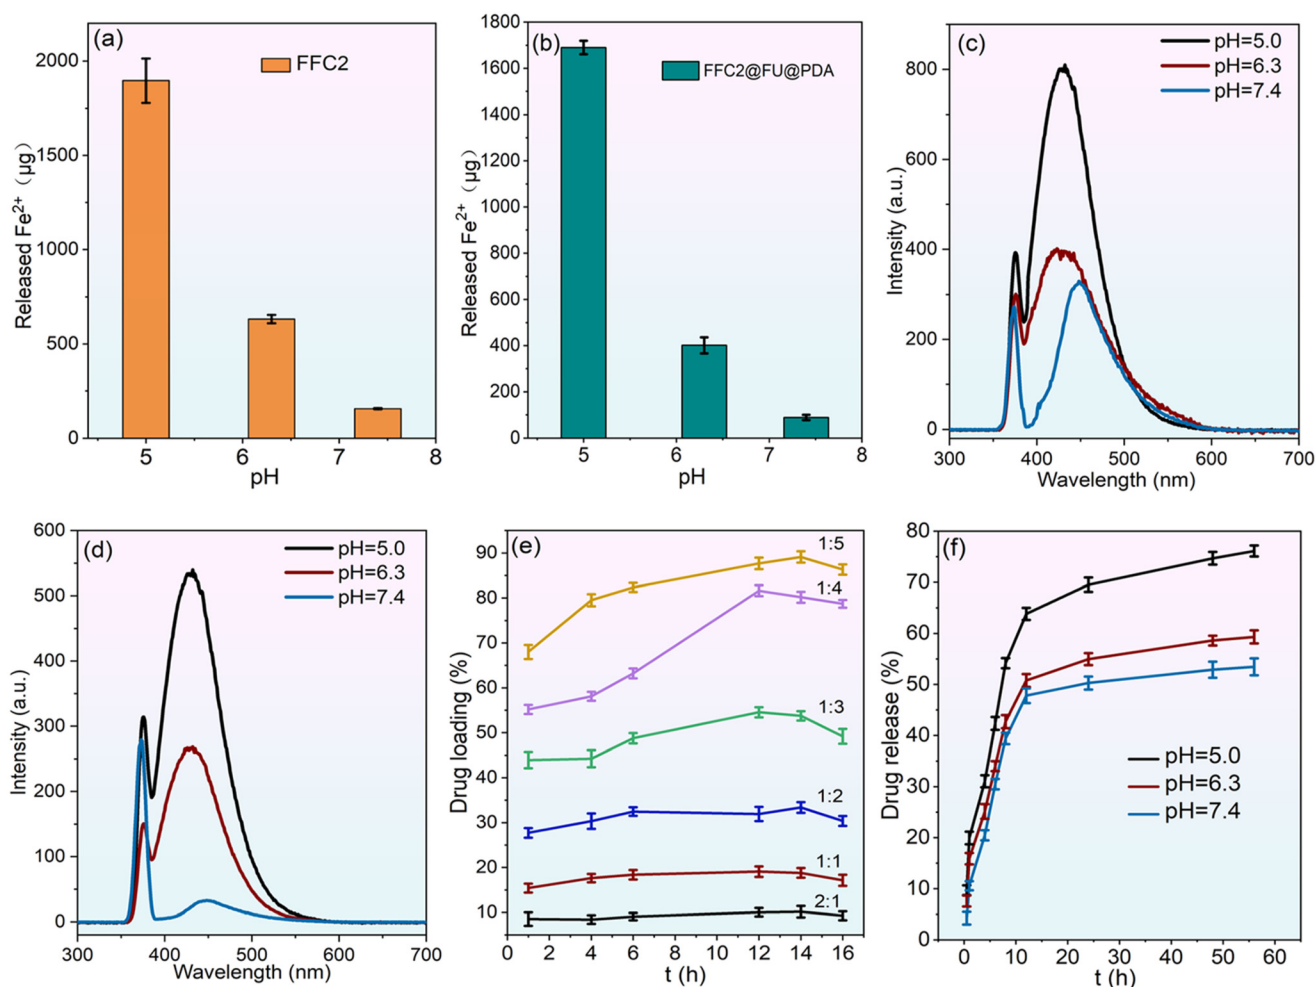 (a)
FFC2
2000
1500
1000
500
0
Released Fe²⁺ (μg)
5
6
7
8
pH
(b)
FFC2@FU@PDA
1800
1600
1400
1200
1000
800
600
400
200
0
Released Fe²⁺ (μg)
5
6
7
8
pH
(c)
pH=5.0
pH=6.3
pH=7.4
800
600
400
200
0
Intensity (a.u.)
300 400 500 600 700
Wavelength (nm)
(d)
pH=5.0
pH=6.3
pH=7.4
600
500
400
300
200
100
0
Intensity (a.u.)
300 400 500 600 700
Wavelength (nm)
(e)
1:5
1:4
1:3
1:2
1:1
2:1
90
80
70
60
50
40
30
20
10
Drug loading (%)
0 2 4 6 8 10 12 14 16
t (h)
(f)
pH=5.0
pH=6.3
pH=7.4
80
70
60
50
40
30
20
10
0
Drug release (%)
0 10 20 30 40 50 60
t (h)